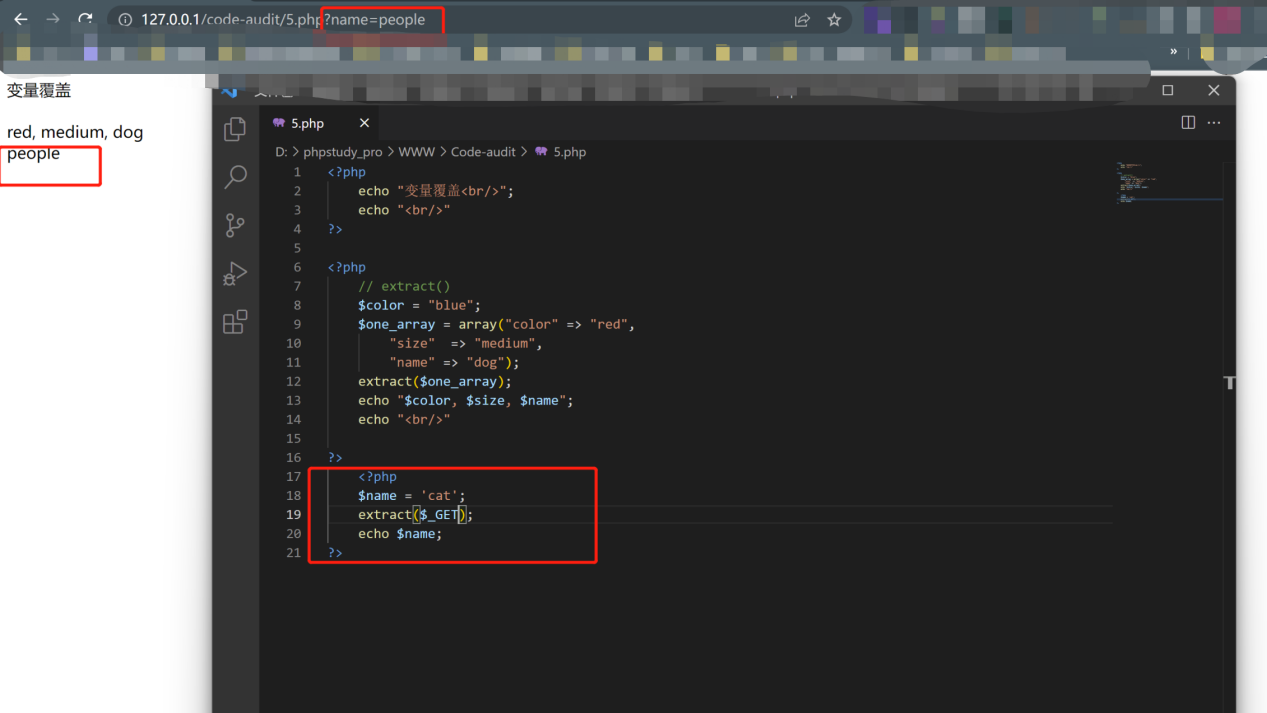 127.0.0.1/code-audit/5.php?name=people
»
变量覆盖
red, medium, dog
people
5.php
D: > phpstudy_pro > WWW > Code-audit > 5.php
1 <?php
2 echo "变量覆盖<br/>";
3 echo "<br/>"
4 ?>
5
6 <?php
7 // extract()
8 $color = "blue";
9 $one_array = array("color" => "red",
10 "size"  => "medium",
11 "name" => "dog");
12 extract($one_array);
13 echo "$color, $size, $name";
14 echo "<br/>"
15
16 ?>
17 <?php
18 $name = 'cat';
19 extract($_GET);
20 echo $name;
21 ?>
T